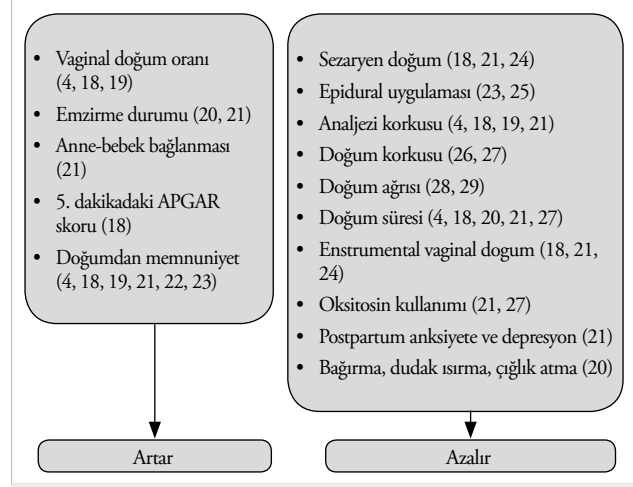 • Vaginal doğum oranı
(4, 18, 19)
• Emzirme durumu (20, 21)
• Anne-bebek bağlanması
(21)
• 5. dakikadaki APGAR
skoru (18)
• Doğumdan memnuniyet
(4, 18, 19, 21, 22, 23)
Artar
• Sezaryen doğum (18, 21, 24)
• Epidural uygulaması (23, 25)
• Analjezi korkusu (4, 18, 19, 21)
• Doğum korkusu (26, 27)
• Doğum ağrısı (28, 29)
• Doğum süresi (4, 18, 20, 21, 27)
• Enstrumental vaginal dogum (18, 21,
24)
• Oksitosin kullanımı (21, 27)
• Postpartum anksiyete ve depresyon (21)
• Bağırma, dudak ısırma, çığlık atma (20)
Azalır